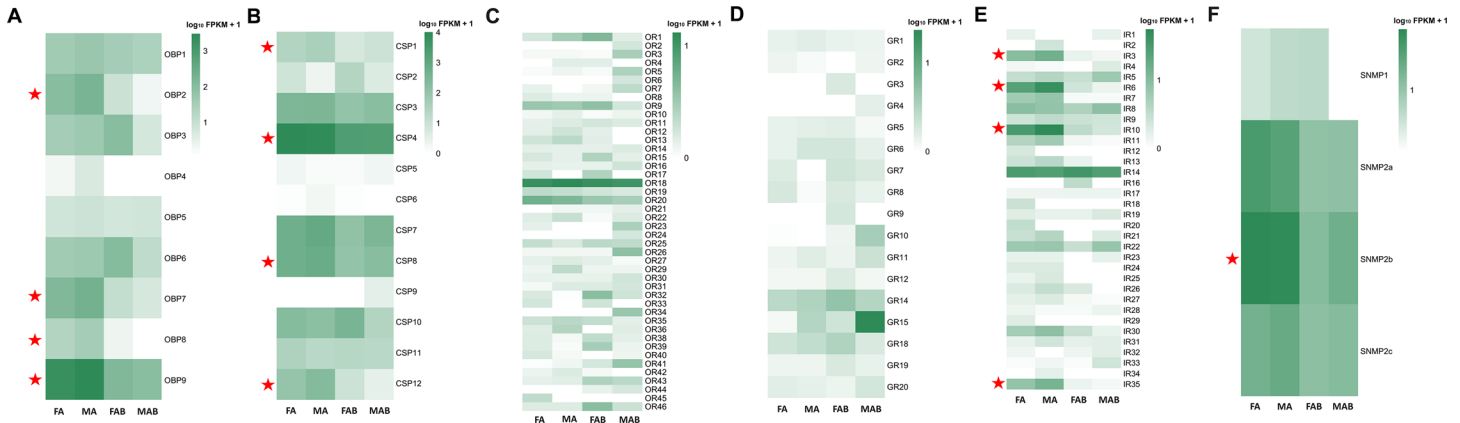 A
log₁₀ FPKM + 1
3
2
1
OBP1
OBP2
OBP3
OBP4
OBP5
OBP6
OBP7
OBP8
OBP9
FA MA FAB MAB
B
log₁₀ FPKM + 1
4
3
2
1
0
CSP1
CSP2
CSP3
CSP4
CSP5
CSP6
CSP7
CSP8
CSP9
CSP10
CSP11
CSP12
FA MA FAB MAB
C
log₁₀ FPKM + 1
1
0
OR1
OR2
OR3
OR4
OR5
OR6
OR7
OR8
OR9
OR10
OR11
OR12
OR13
OR14
OR15
OR16
OR17
OR18
OR19
OR20
OR21
OR22
OR23
OR24
OR25
OR26
OR27
OR29
OR30
OR31
OR32
OR33
OR34
OR35
OR36
OR38
OR39
OR40
OR41
OR42
OR43
OR44
OR45
OR46
FA MA FAB MAB
D
log₁₀ FPKM + 1
1
0
GR1
GR2
GR3
GR4
GR5
GR6
GR7
GR8
GR9
GR10
GR11
GR12
GR14
GR15
GR18
GR19
GR20
FA MA FAB MAB
E
log₁₀ FPKM + 1
1
0
IR1
IR2
IR3
IR4
IR5
IR6
IR7
IR8
IR9
IR10
IR11
IR12
IR13
IR14
IR16
IR17
IR18
IR19
IR20
IR21
IR22
IR23
IR24
IR25
IR26
IR27
IR28
IR29
IR30
IR31
IR32
IR33
IR34
IR35
FA MA FAB MAB
F
log₁₀ FPKM + 1
1
SNMP1
SNMP2a
SNMP2b
SNMP2c
FA MA FAB MAB